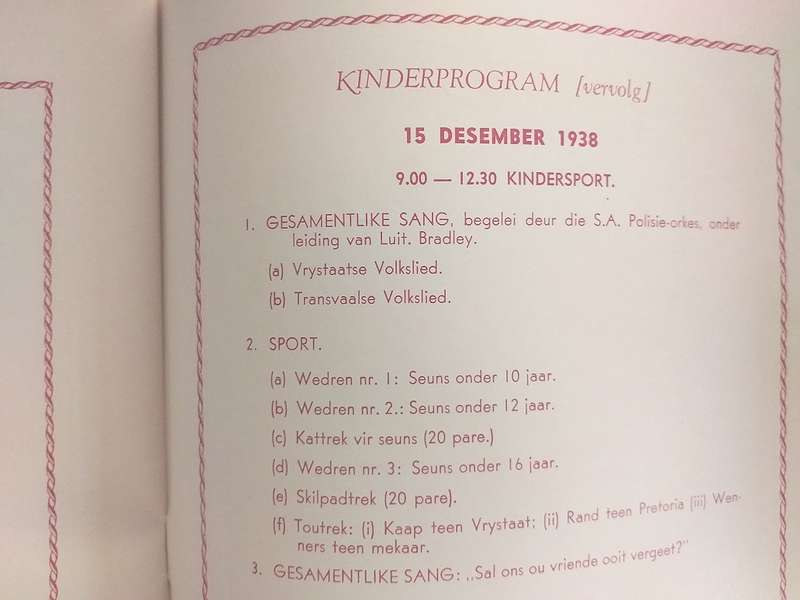 KINDERPROGRAM [vervolg]
15 DESEMBER 1938
9.00 — 12.30 KINDERSPORT.
1. GESAMENTLIKE SANG, begelei deur die S.A. Polisie-orkes, onder
leiding van Luit. Bradley.
(a) Vrystaatse Volkslied.
(b) Transvaalse Volkslied.
2. SPORT.
(a) Wedren nr. 1: Seuns onder 10 jaar.
(b) Wedren nr. 2.: Seuns onder 12 jaar.
(c) Kattrek vir seuns (20 pare.)
(d) Wedren nr. 3: Seuns onder 16 jaar.
(e) Skilpadtrek (20 pare).
(f) Toutrek: (i) Kaap teen Vrystaat; (ii) Rand teen Pretoria (iii) Wen-
ners teen mekaar.
3. GESAMENTLIKE SANG: „Sal ons ou vriende ooit vergeet?"